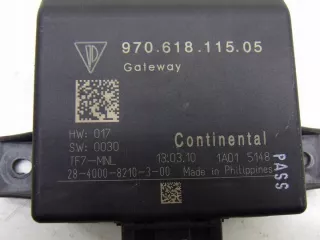 970.618.115.05
Gateway
HW: 017
SW: 0030
TF7-MNL
Continental
13.03.10 1A01 5148
28-4000-8210-3-00
Made in Philippines
PASS